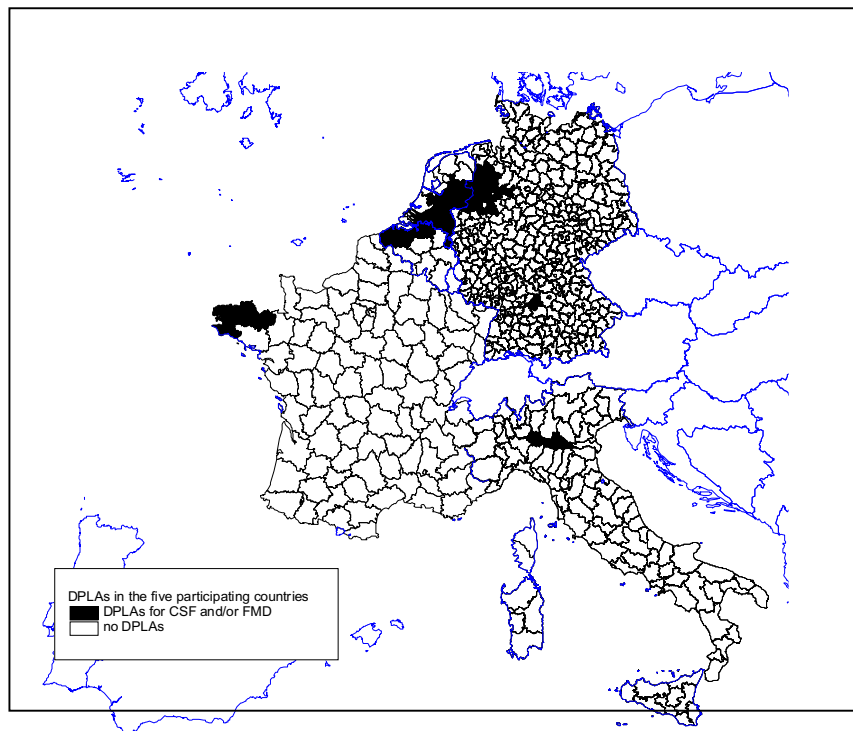 DPLAs in the five participating countries
DPLAs for CSF and/or FMD
no DPLAs